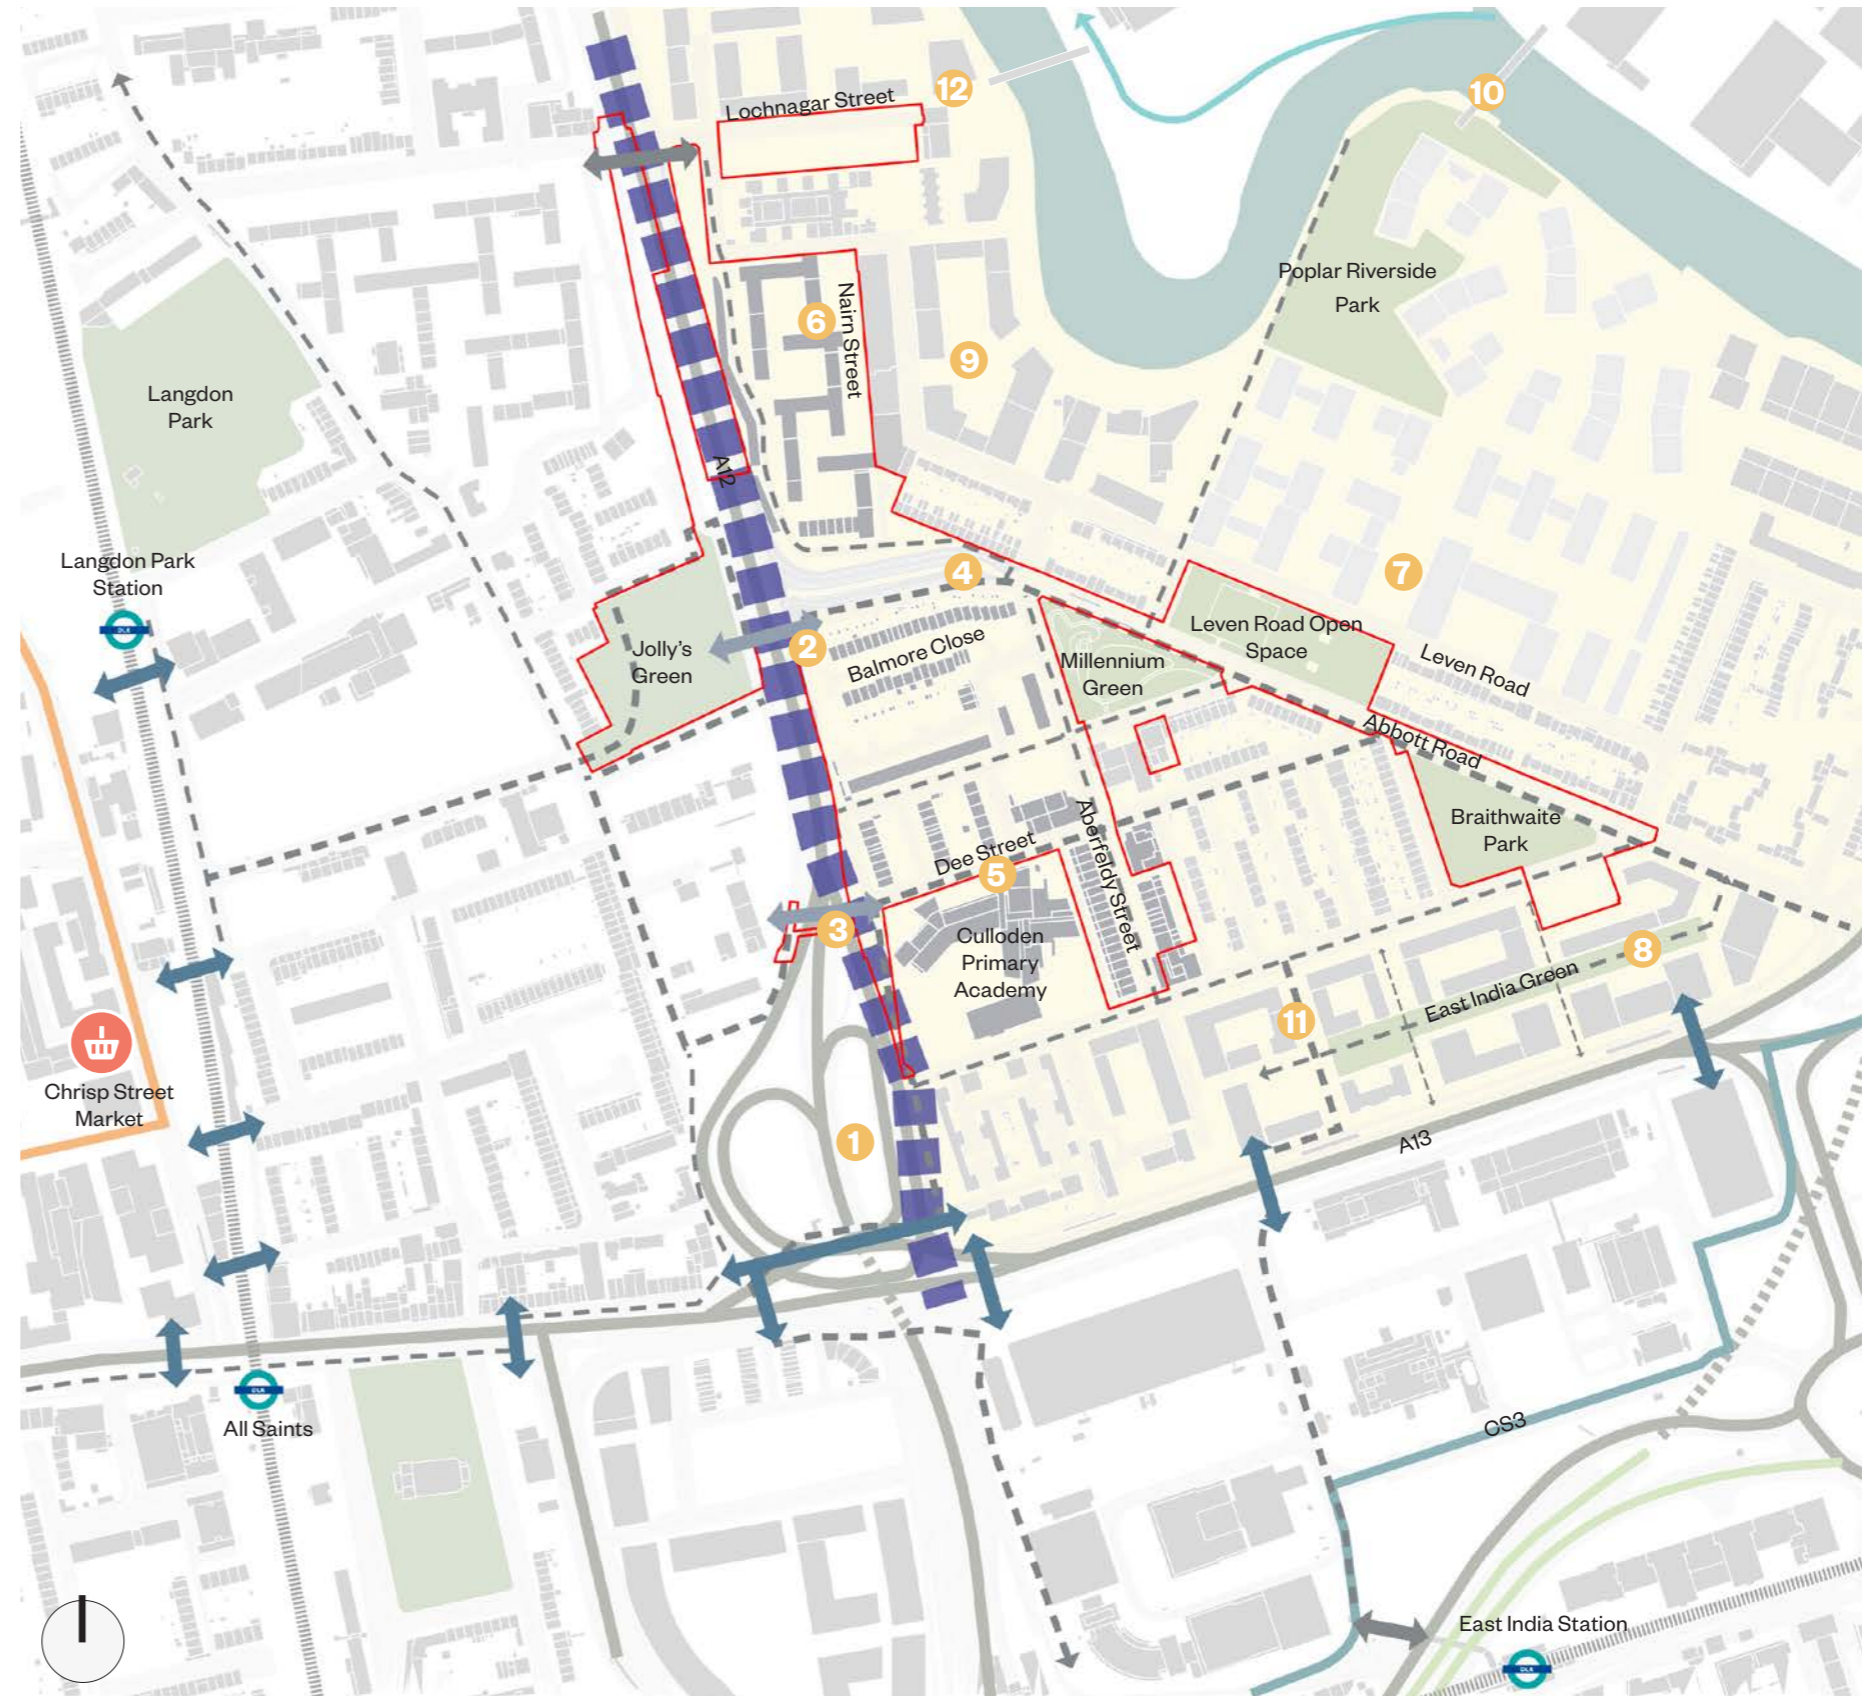 12
10
Lochnagar Street
Poplar Riverside
Park
6
Nairn Street
9
Langdon
Park
A12
Langdon Park
Station
DLR
4
7
2
Jolly's
Green
Balmore Close
Millennium
Green
Leven Road Open
Space
Leven Road
Abbott Road
Braithwaite
Park
Dee Street
5
Aberfeldy Street
3
Culloden
Primary
Academy
8
East India Green
11
Chrisp Street
Market
1
A13
DLR
All Saints
CS3
East India Station
DLR